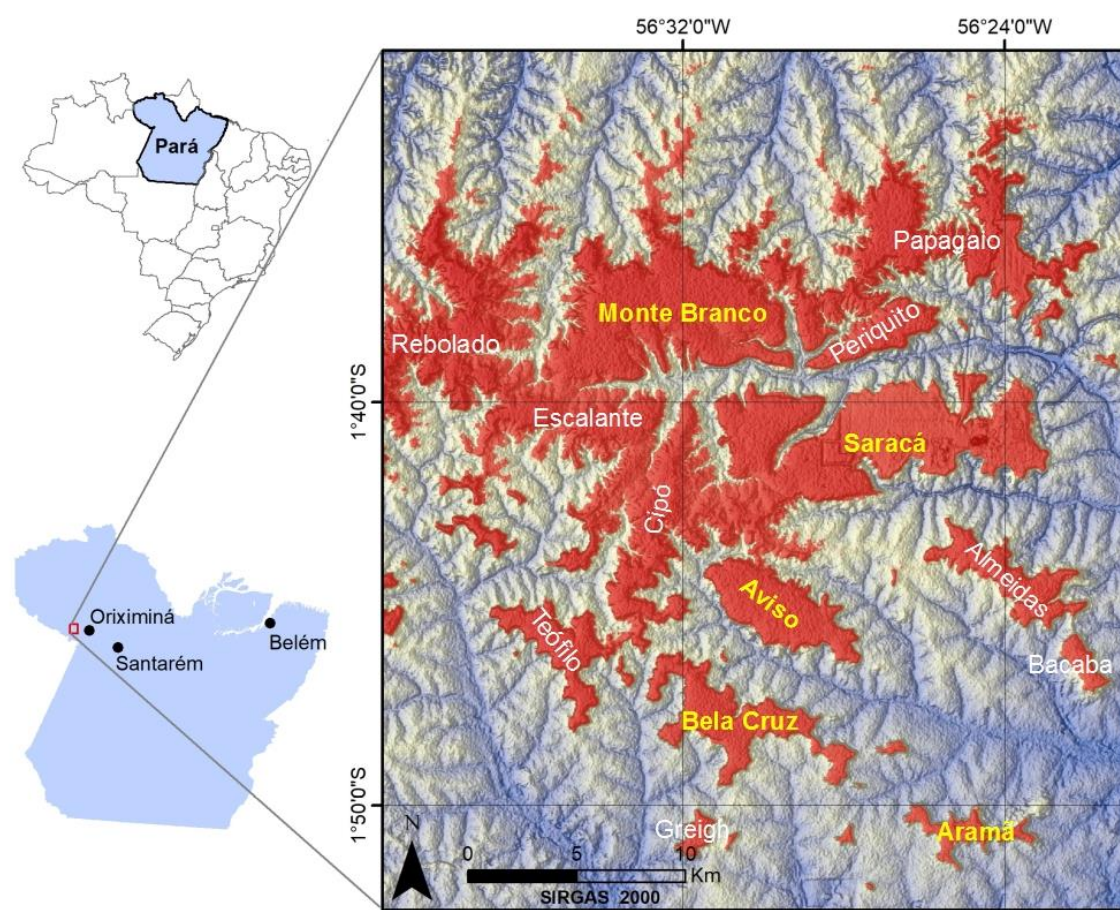 56°32'0"W
56°24'0"W
Pará
Papagaio
Monte Branco
Periquito
Rebolado
1°40'0"S
Escalante
Saracá
Cipó
Almeidas
Aviso
Oriximiná
Belém
Teófilo
Santarém
Bacaba
Bela Cruz
1°50'0"S
N
Greigh
Aramã
0 5 10
Km
SIRGAS 2000